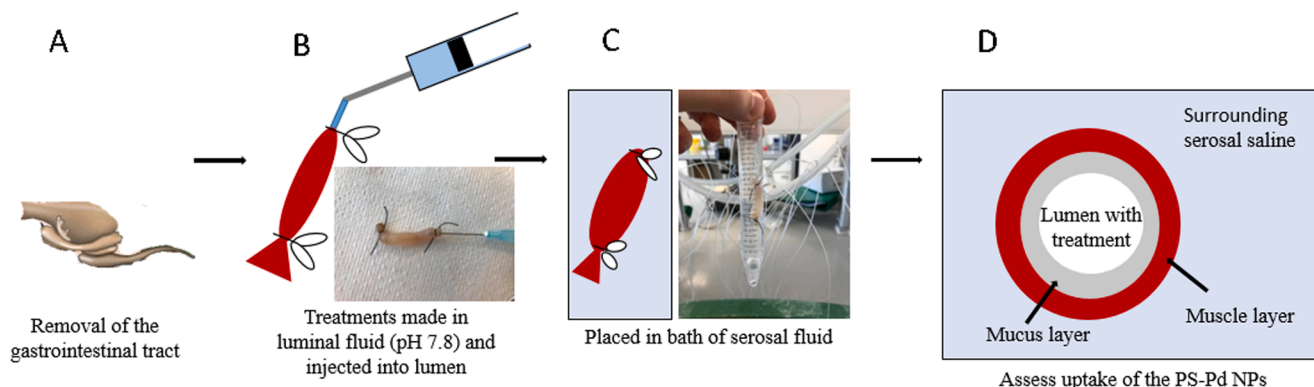 A
B
C
D
Removal of the
gastrointestinal tract
Treatments made in
luminal fluid (pH 7.8) and
injected into lumen
Placed in bath of serosal fluid
Surrounding
serosal saline
Lumen with
treatment
Mucus layer
Muscle layer
Assess uptake of the PS-Pd NPs